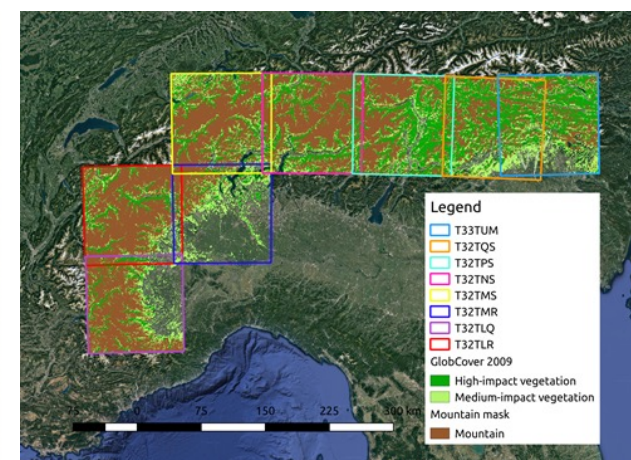 Legend
T33TUM
T32TQS
T32TPS
T32TNS
T32TMS
T32TMR
T32TLQ
T32TLR
GlobCover 2009
High-impact vegetation
Medium-impact vegetation
Mountain mask
Mountain
75 0 75 150 225 300 km